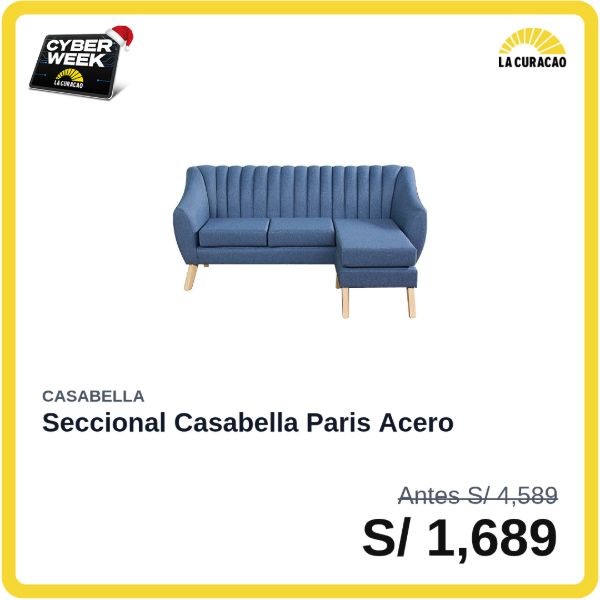 CYBER
WEEK
LA CURACAO
LA CURACAO
CASABELLA
Seccional Casabella Paris Acero
Antes S/ 4,589
S/ 1,689